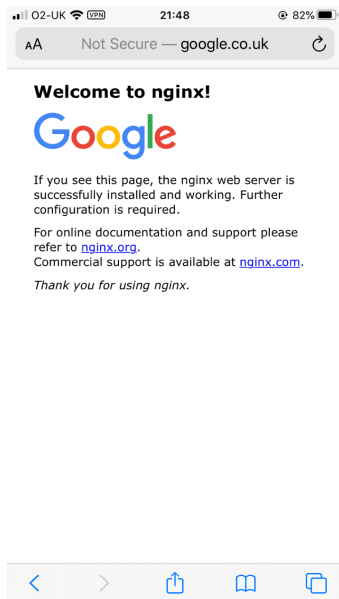 O2-UK VPN 21:48 82%
AA Not Secure — google.co.uk
Welcome to nginx!
Google
If you see this page, the nginx web server is
successfully installed and working. Further
configuration is required.
For online documentation and support please
refer to nginx.org.
Commercial support is available at nginx.com.
Thank you for using nginx.